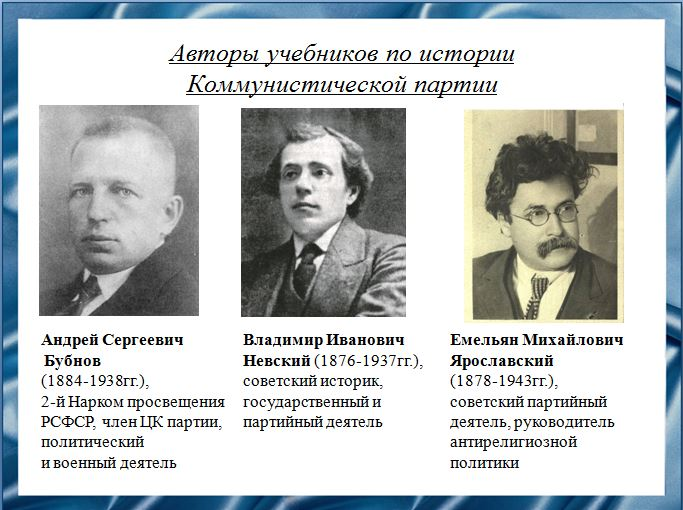 Авторы учебников по истории
Коммунистической партии
Андрей Сергеевич
Бубнов
(1884-1938гг.),
2-й Нарком просвещения
РСФСР, член ЦК партии,
политический
и военный деятель
Владимир Иванович
Невский (1876-1937гг.),
советский историк,
государственный и
партийный деятель
Емельян Михайлович
Ярославский
(1878-1943гг.),
советский партийный
деятель, руководитель
антирелигиозной
политики